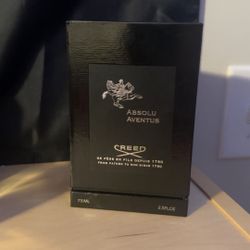 ABSOLU
AVENTUS
CREED
DE PÈRE EN FILS DEPUIS 1760
FROM FATHER TO SON SINCE 1760
75ML
2.5FL.OZ